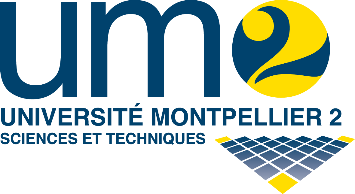 um2
UNIVERSITÉ MONTPELLIER 2
SCIENCES ET TECHNIQUES